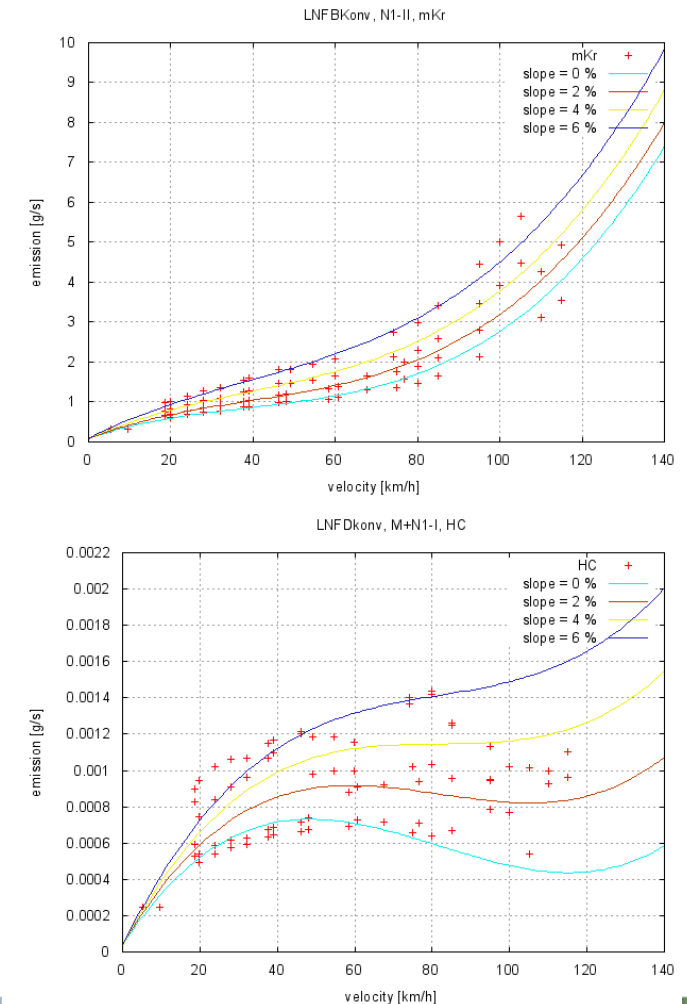 LNFBKonv, N1-II, mKr
10
9
8
7
6
5
4
3
2
1
0
emission [g/s]
mKr
slope = 0 %
slope = 2 %
slope = 4 %
slope = 6 %
0 20 40 60 80 100 120 140
velocity [km/h]
LNFDkonv, M+N1-I, HC
0.0022
0.002
0.0018
0.0016
0.0014
0.0012
0.001
0.0008
0.0006
0.0004
0.0002
0
emission [g/s]
HC
slope = 0 %
slope = 2 %
slope = 4 %
slope = 6 %
0 20 40 60 80 100 120 140
velocity [km/h]